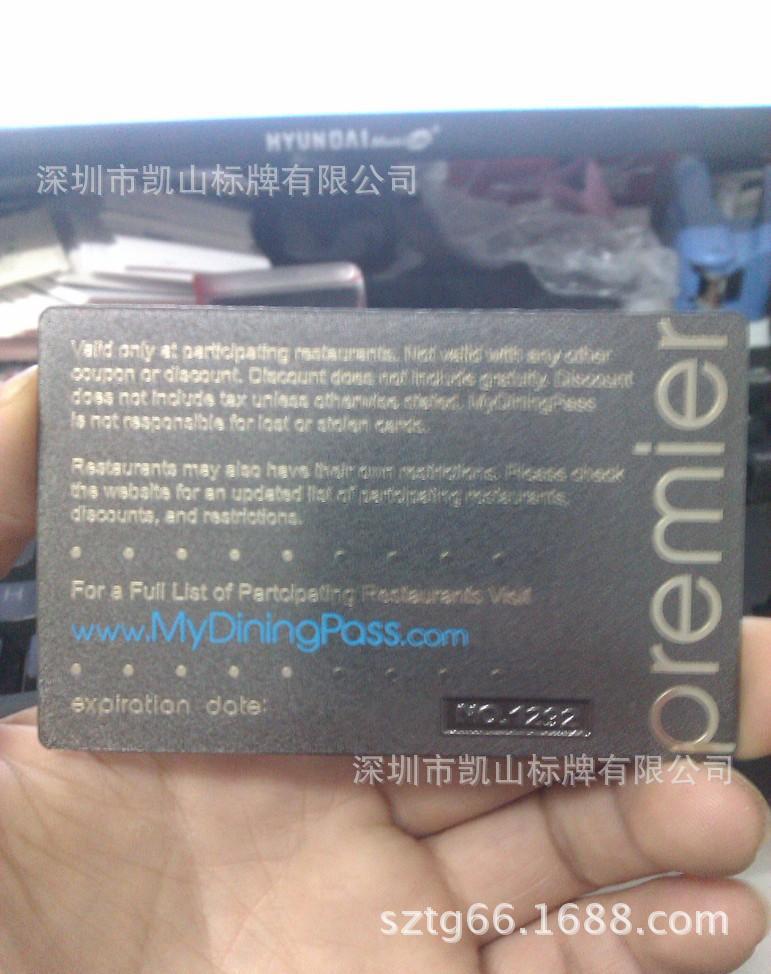 HYUNDAI
深圳市凯山标牌有限公司
Valid only at participating restaurants. Not valid with any other
coupon or discount. Discount does not include gratuity. Discount
does not include tax unless otherwise stated. MyDiningPass
is not responsible for lost or stolen cards.
Restaurants may also have their own restrictions. Please check
the website for an updated list of participating restaurants,
discounts, and restrictions.
For a Full List of Partcipating Restaurants Visit
www.MyDiningPass.com
expiration date:
NO.1232
premier
深圳市凯山标牌有限公司
sztg66.1688.com